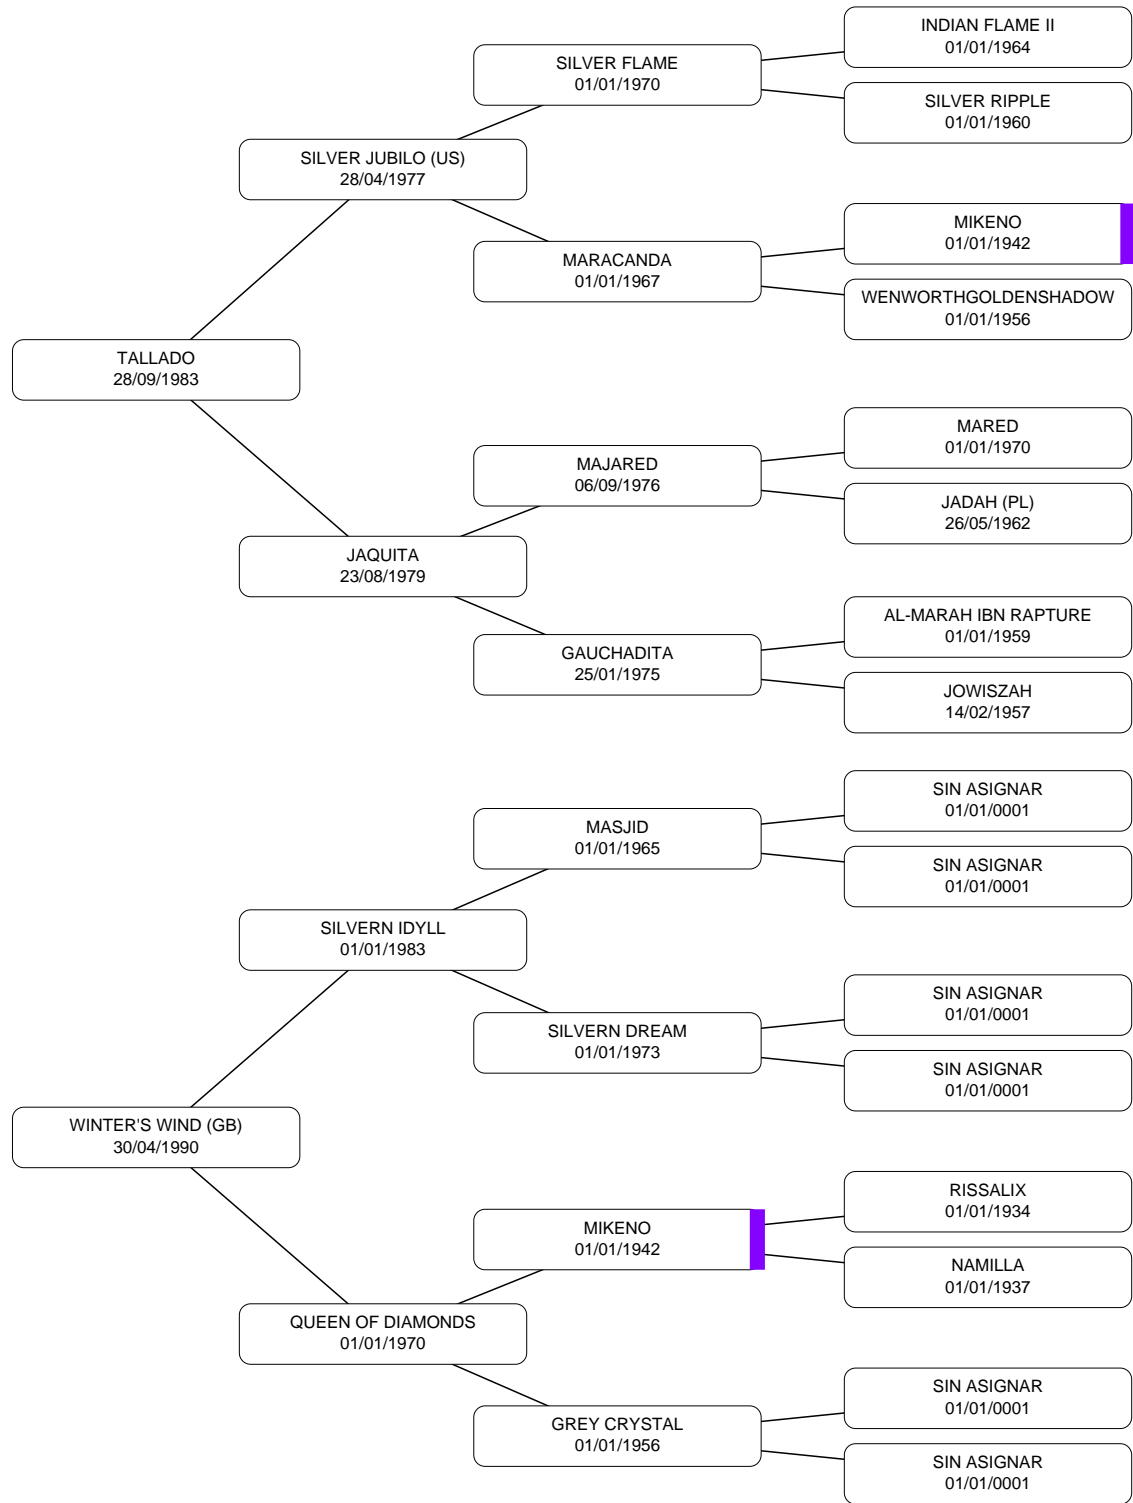 INDIAN FLAME II
01/01/1964
SILVER FLAME
01/01/1970
SILVER RIPPLE
01/01/1960
SILVER JUBILO (US)
28/04/1977
MIKENO
01/01/1942
MARACANDA
01/01/1967
WENWORTHGOLDENSHADOW
01/01/1956
TALLADO
28/09/1983
MARED
01/01/1970
MAJARED
06/09/1976
JADAH (PL)
26/05/1962
JAQUITA
23/08/1979
AL-MARAH IBN RAPTURE
01/01/1959
GAUCHADITA
25/01/1975
JOWISZAH
14/02/1957
SIN ASIGNAR
01/01/0001
MASJID
01/01/1965
SIN ASIGNAR
01/01/0001
SILVERN IDYLL
01/01/1983
SIN ASIGNAR
01/01/0001
SILVERN DREAM
01/01/1973
SIN ASIGNAR
01/01/0001
WINTER'S WIND (GB)
30/04/1990
RISSALIX
01/01/1934
MIKENO
01/01/1942
NAMILLA
01/01/1937
QUEEN OF DIAMONDS
01/01/1970
SIN ASIGNAR
01/01/0001
GREY CRYSTAL
01/01/1956
SIN ASIGNAR
01/01/0001